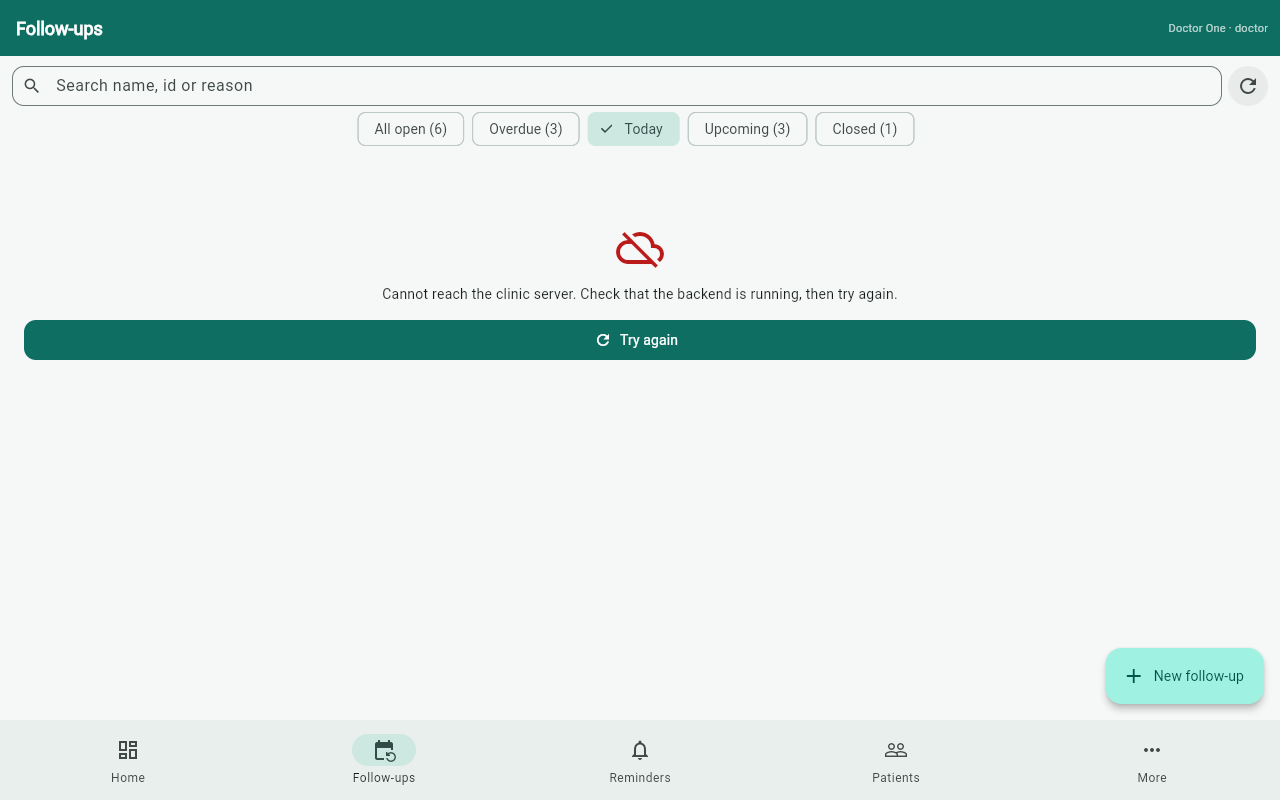 Follow-ups
Doctor One · doctor
Search name, id or reason
All open (6)
Overdue (3)
Today
Upcoming (3)
Closed (1)
Cannot reach the clinic server. Check that the backend is running, then try again.
Try again
New follow-up
Home
Follow-ups
Reminders
Patients
More